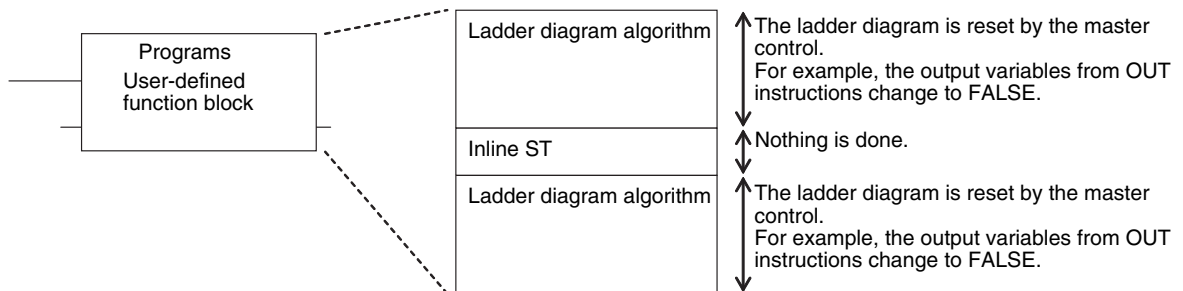 Programs
User-defined
function block
Ladder diagram algorithm
The ladder diagram is reset by the master
control.
For example, the output variables from OUT
instructions change to FALSE.
Inline ST
Nothing is done.
Ladder diagram algorithm
The ladder diagram is reset by the master
control.
For example, the output variables from OUT
instructions change to FALSE.